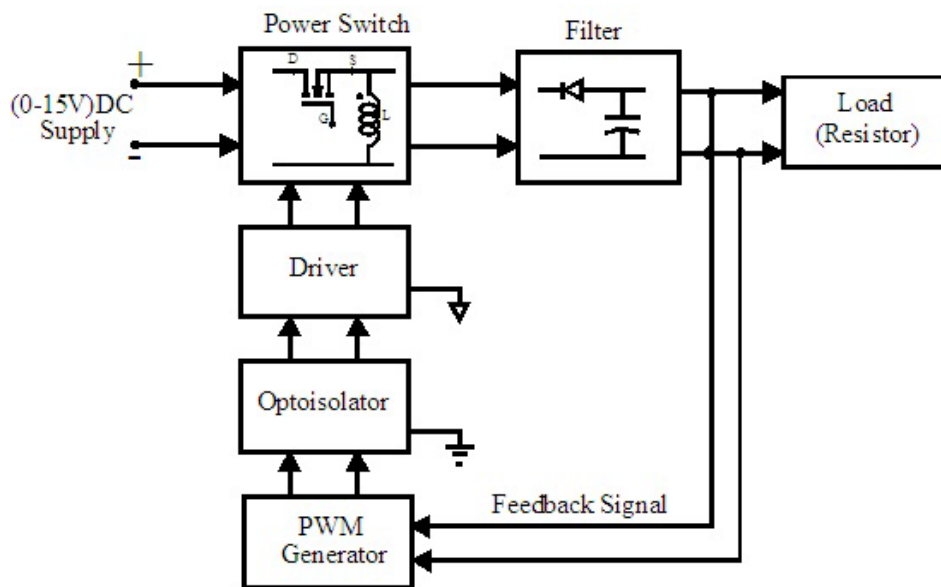 Power Switch
Filter
+
(0-15V)DC
Supply
-
D
S
G
L
Load
(Resistor)
Driver
Optoisolator
Feedback Signal
PWM
Generator